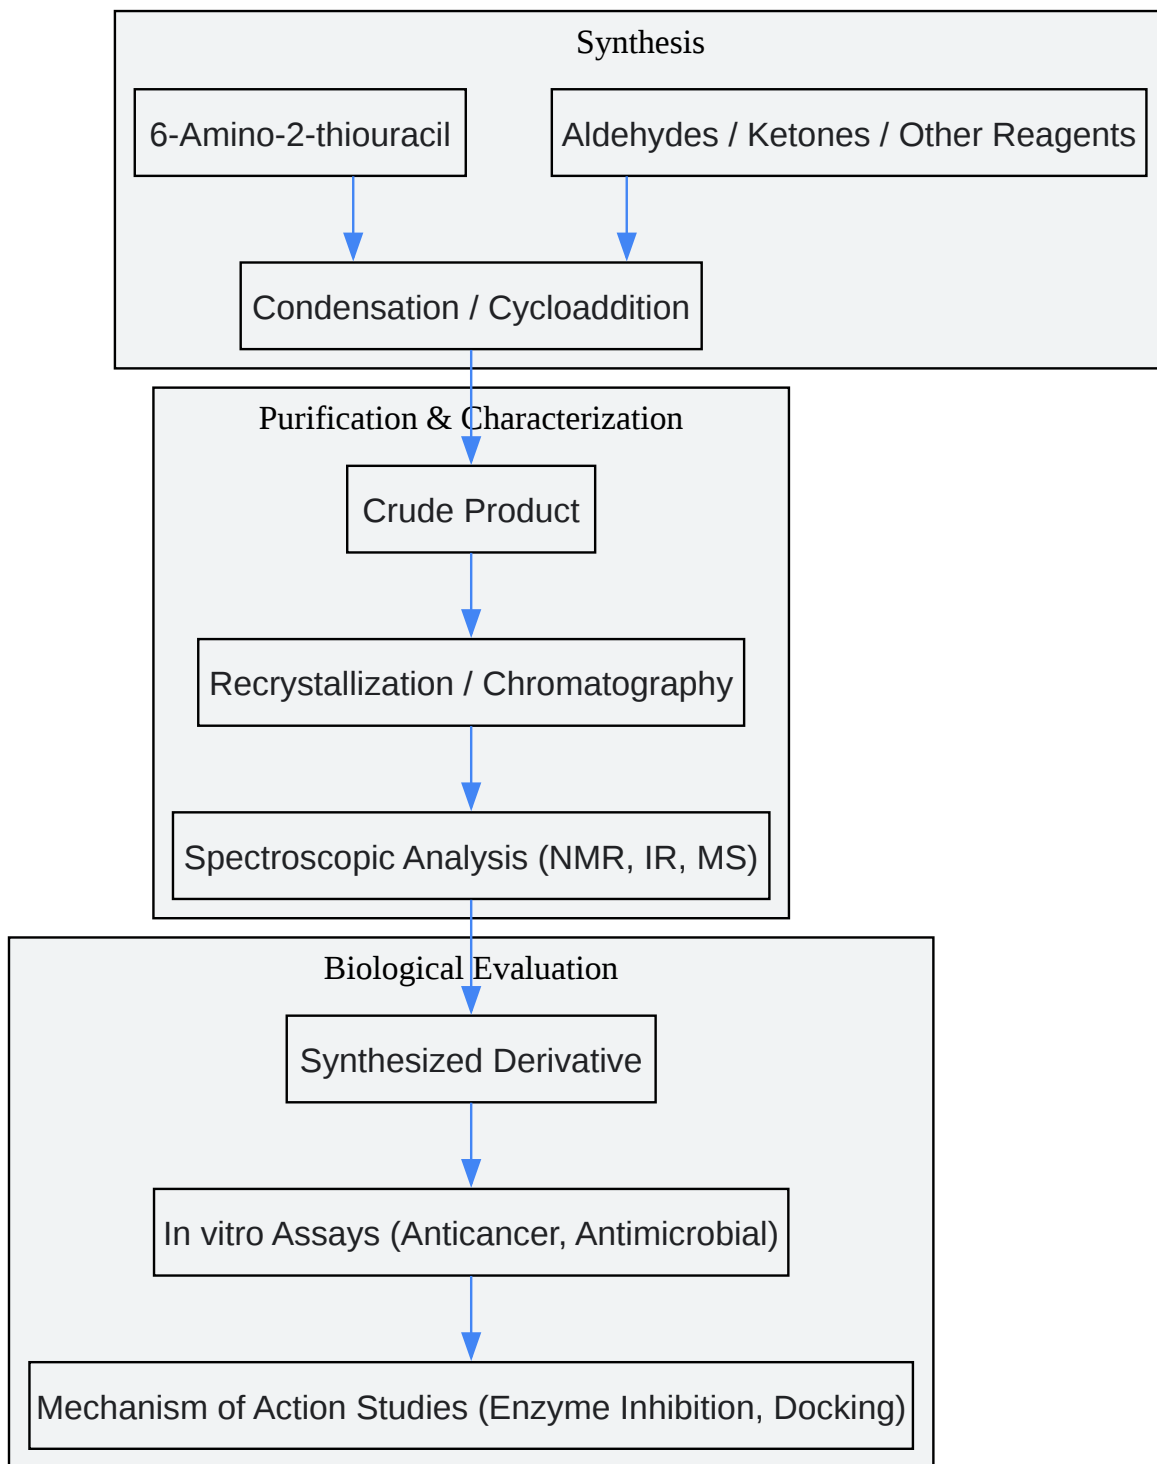 Synthesis
6-Amino-2-thiouracil
Aldehydes / Ketones / Other Reagents
Condensation / Cycloaddition
Purification & Characterization
Crude Product
Recrystallization / Chromatography
Spectroscopic Analysis (NMR, IR, MS)
Biological Evaluation
Synthesized Derivative
In vitro Assays (Anticancer, Antimicrobial)
Mechanism of Action Studies (Enzyme Inhibition, Docking)